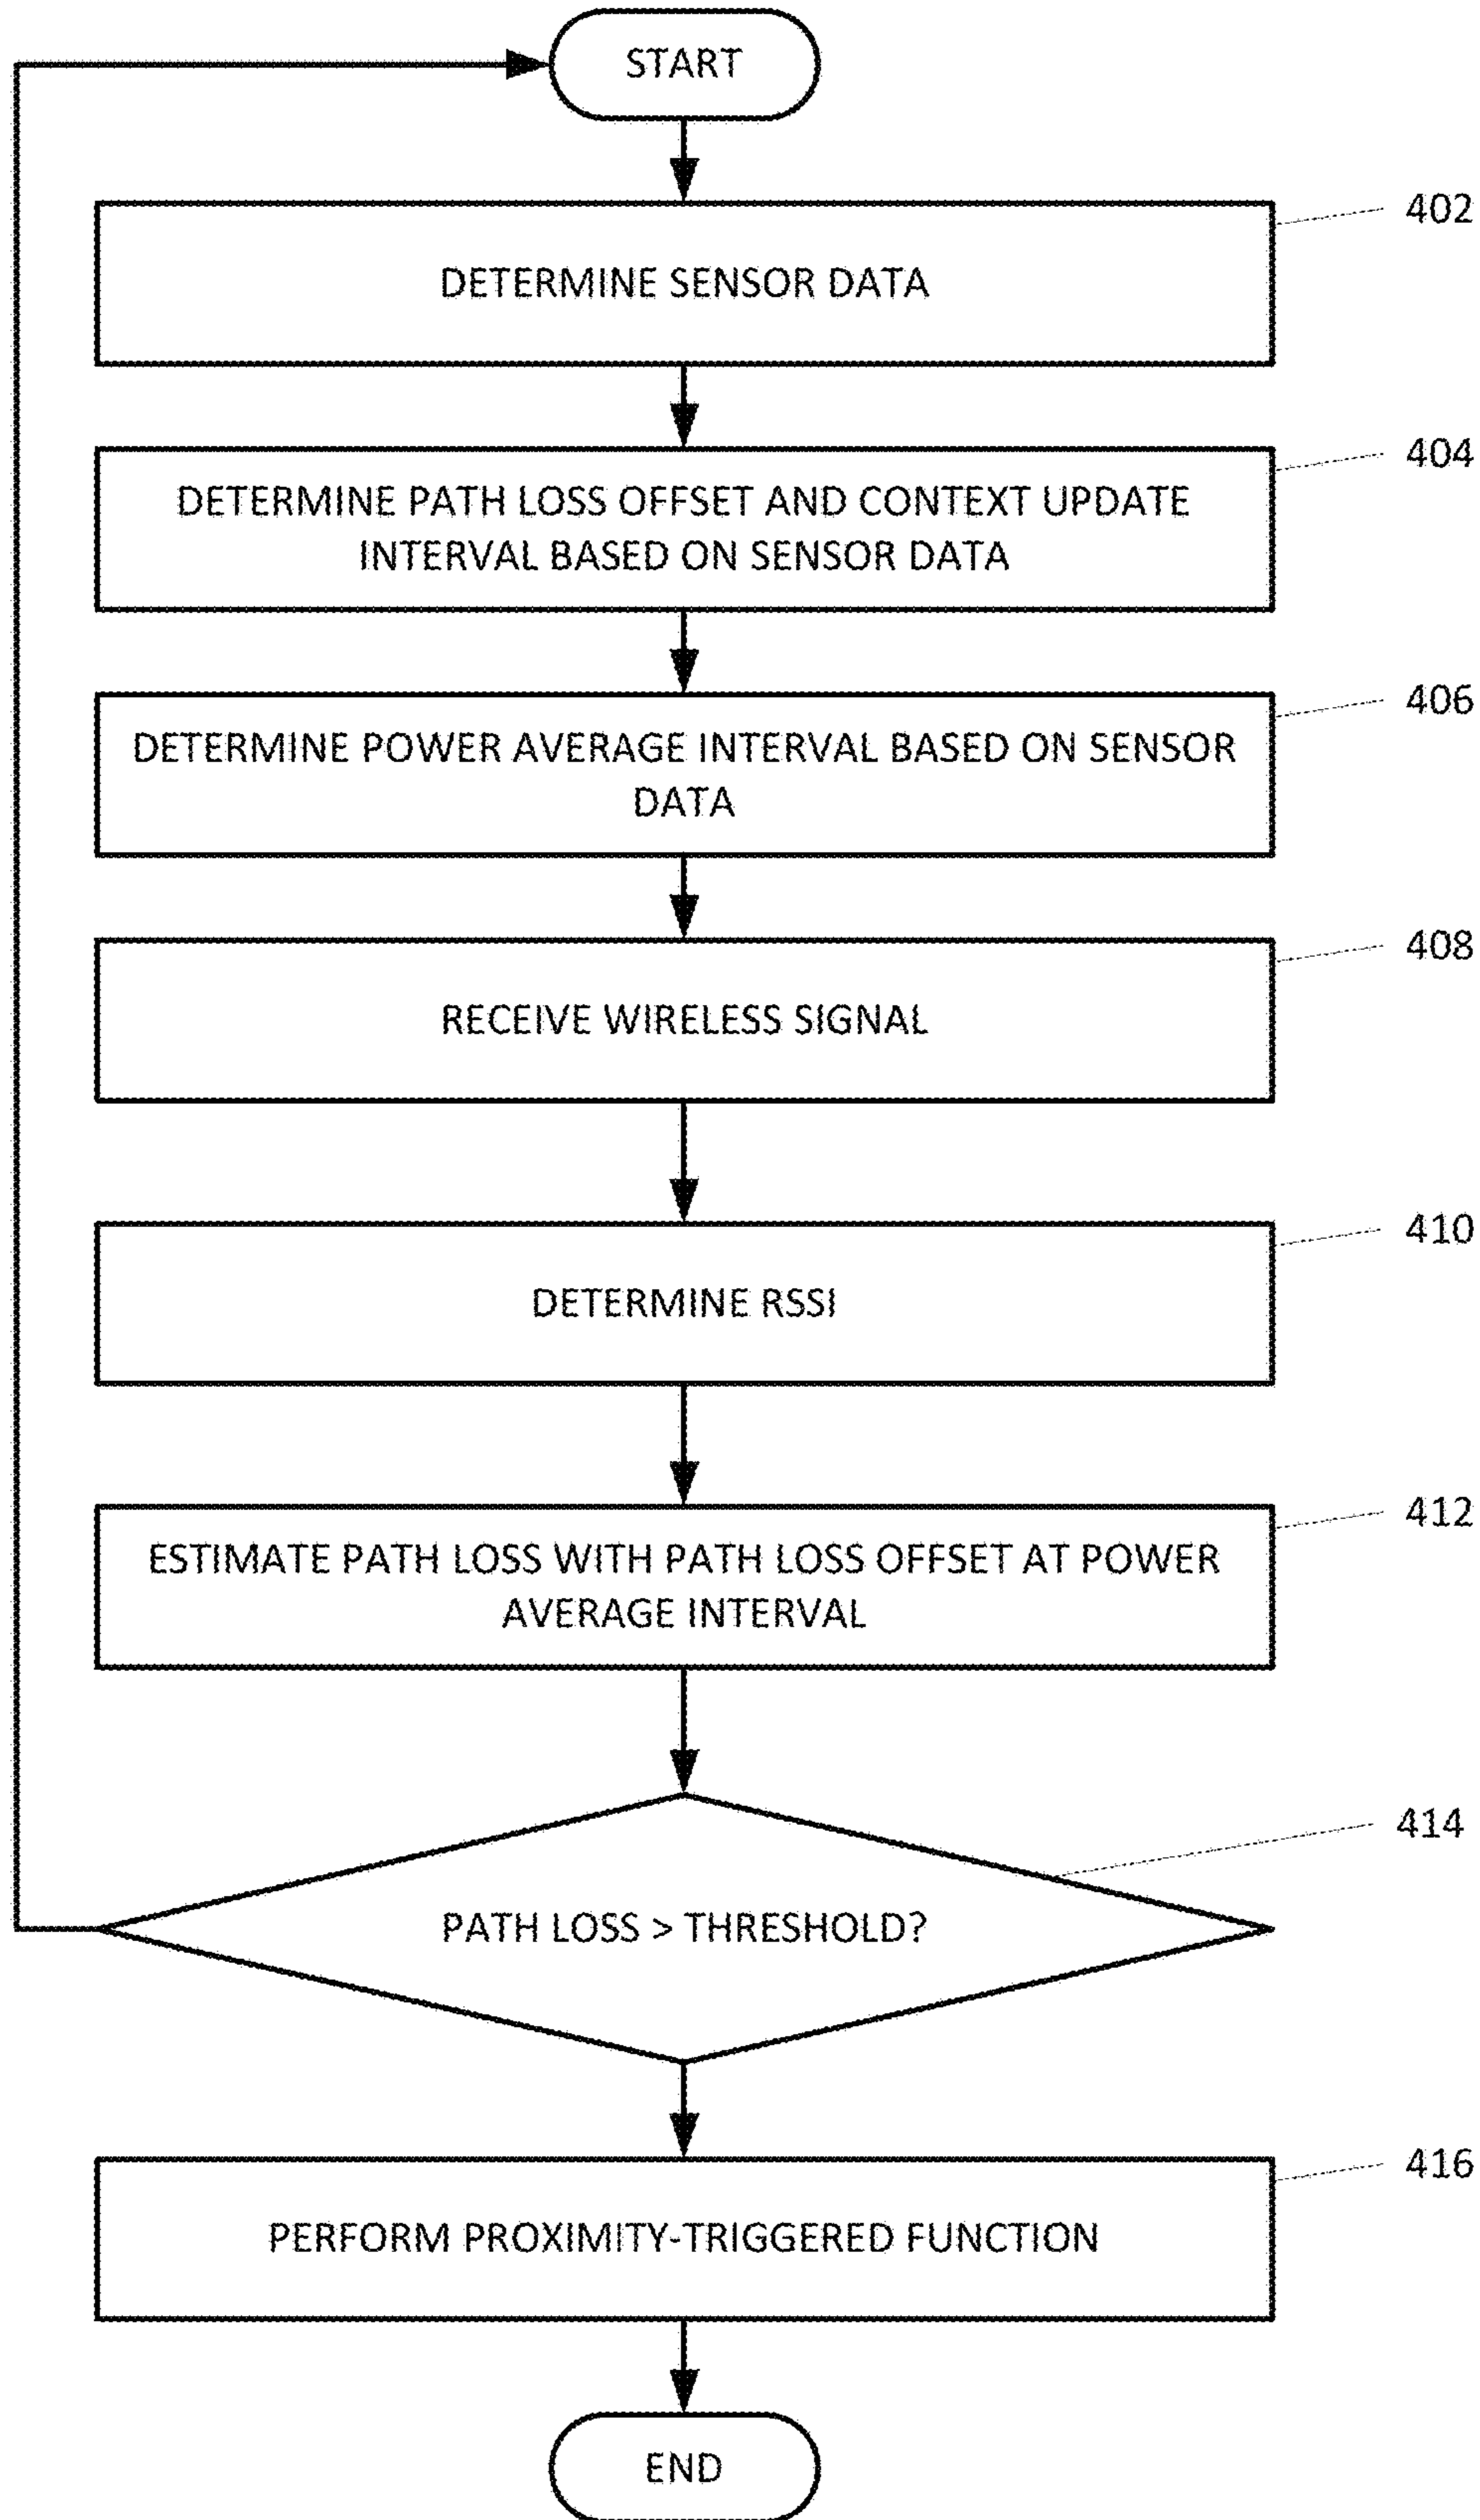 START
402
DETERMINE SENSOR DATA
404
DETERMINE PATH LOSS OFFSET AND CONTEXT UPDATE
INTERVAL BASED ON SENSOR DATA
406
DETERMINE POWER AVERAGE INTERVAL BASED ON SENSOR
DATA
408
RECEIVE WIRELESS SIGNAL
410
DETERMINE RSSI
412
ESTIMATE PATH LOSS WITH PATH LOSS OFFSET AT POWER
AVERAGE INTERVAL
414
PATH LOSS > THRESHOLD?
416
PERFORM PROXIMITY-TRIGGERED FUNCTION
END